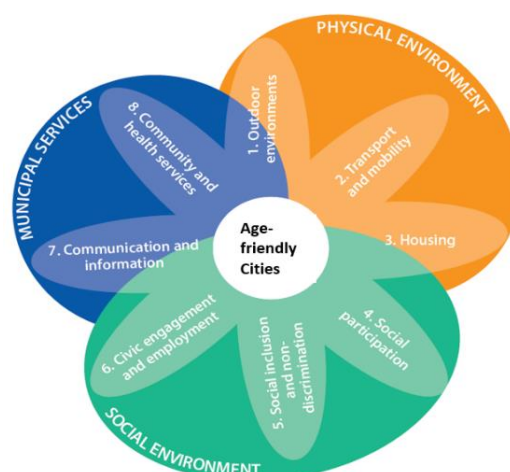 PHYSICAL ENVIRONMENT
MUNICIPAL SERVICES
SOCIAL ENVIRONMENT
Age-
friendly
Cities
1. Outdoor
environments
2. Transport
and mobility
3. Housing
4. Social
participation
5. Social inclusion
and non-
discrimination
6. Civic engagement
and employment
7. Communication and
information
8. Community and
health services